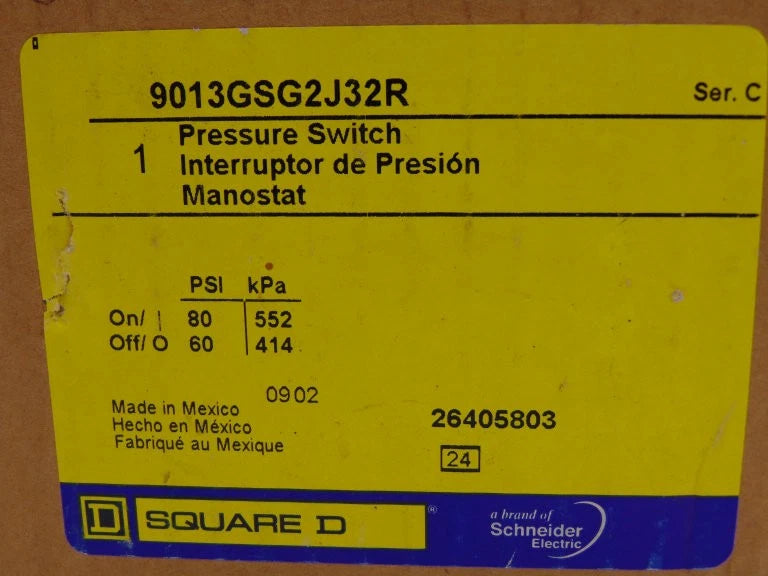 9013GSG2J32R Ser. C
1 Pressure Switch
Interruptor de Presión
Manostat
PSI kPa
On/ | 80 552
Off/ O 60 414
0902
Made in Mexico
Hecho en México
Fabriqué au Mexique
26405803
24
D SQUARE D ®
a brand of
Schneider
Electric